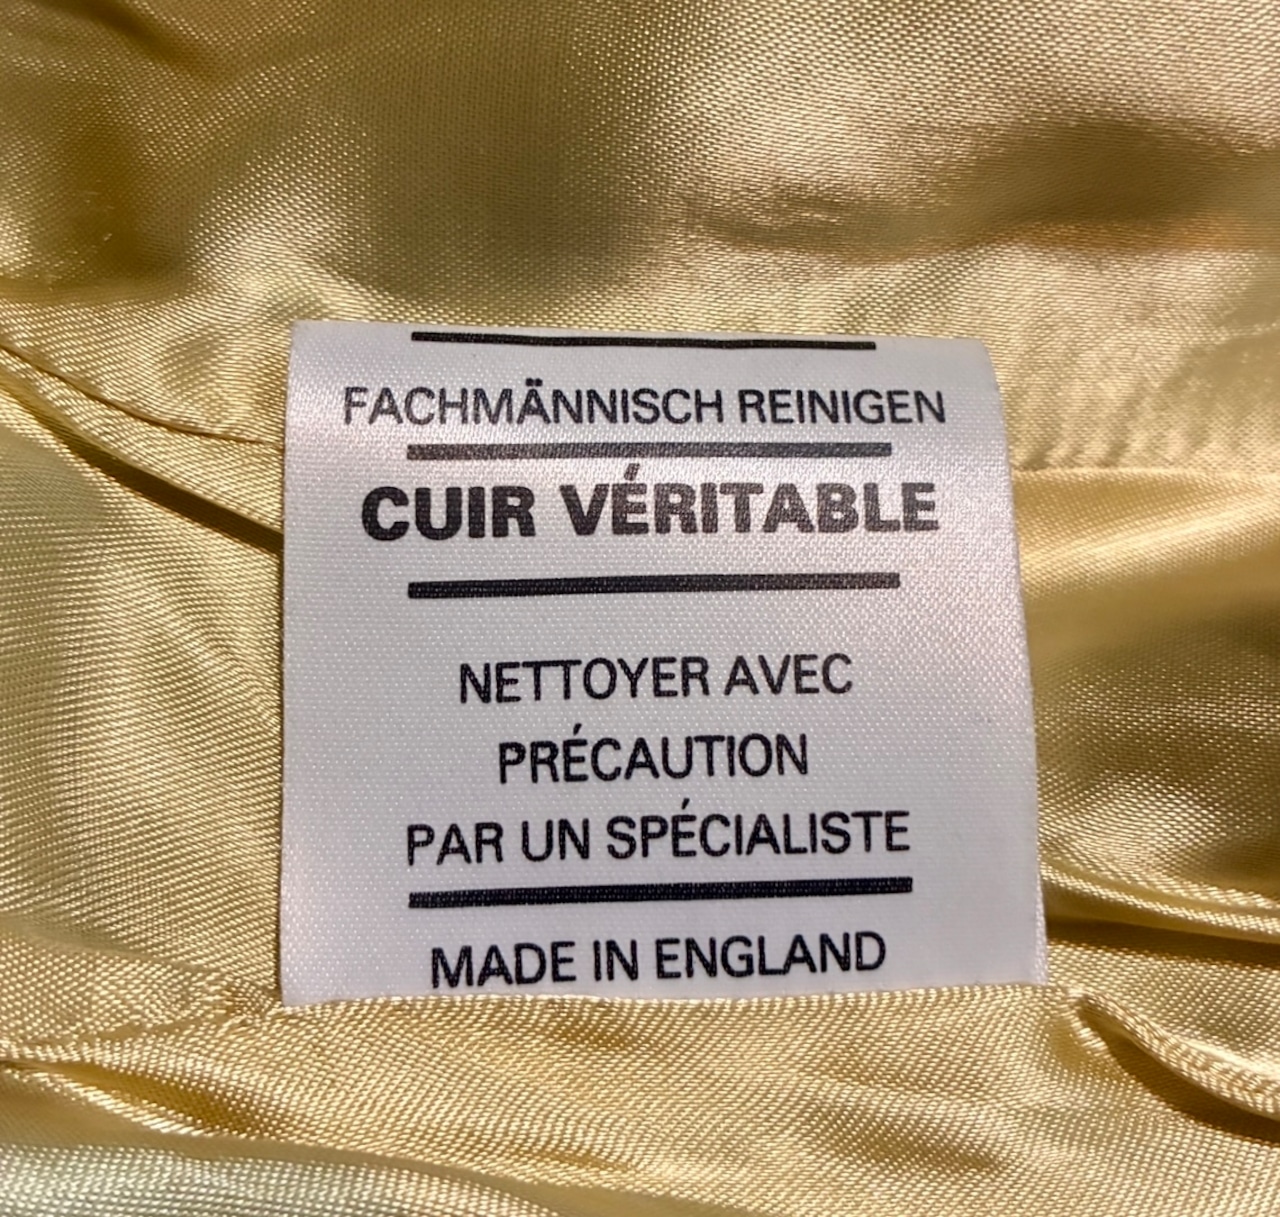 FACHMÄNNISCH REINIGEN
CUIR VÉRITABLE
NETTOYER AVEC
PRÉCAUTION
PAR UN SPÉCIALISTE
MADE IN ENGLAND